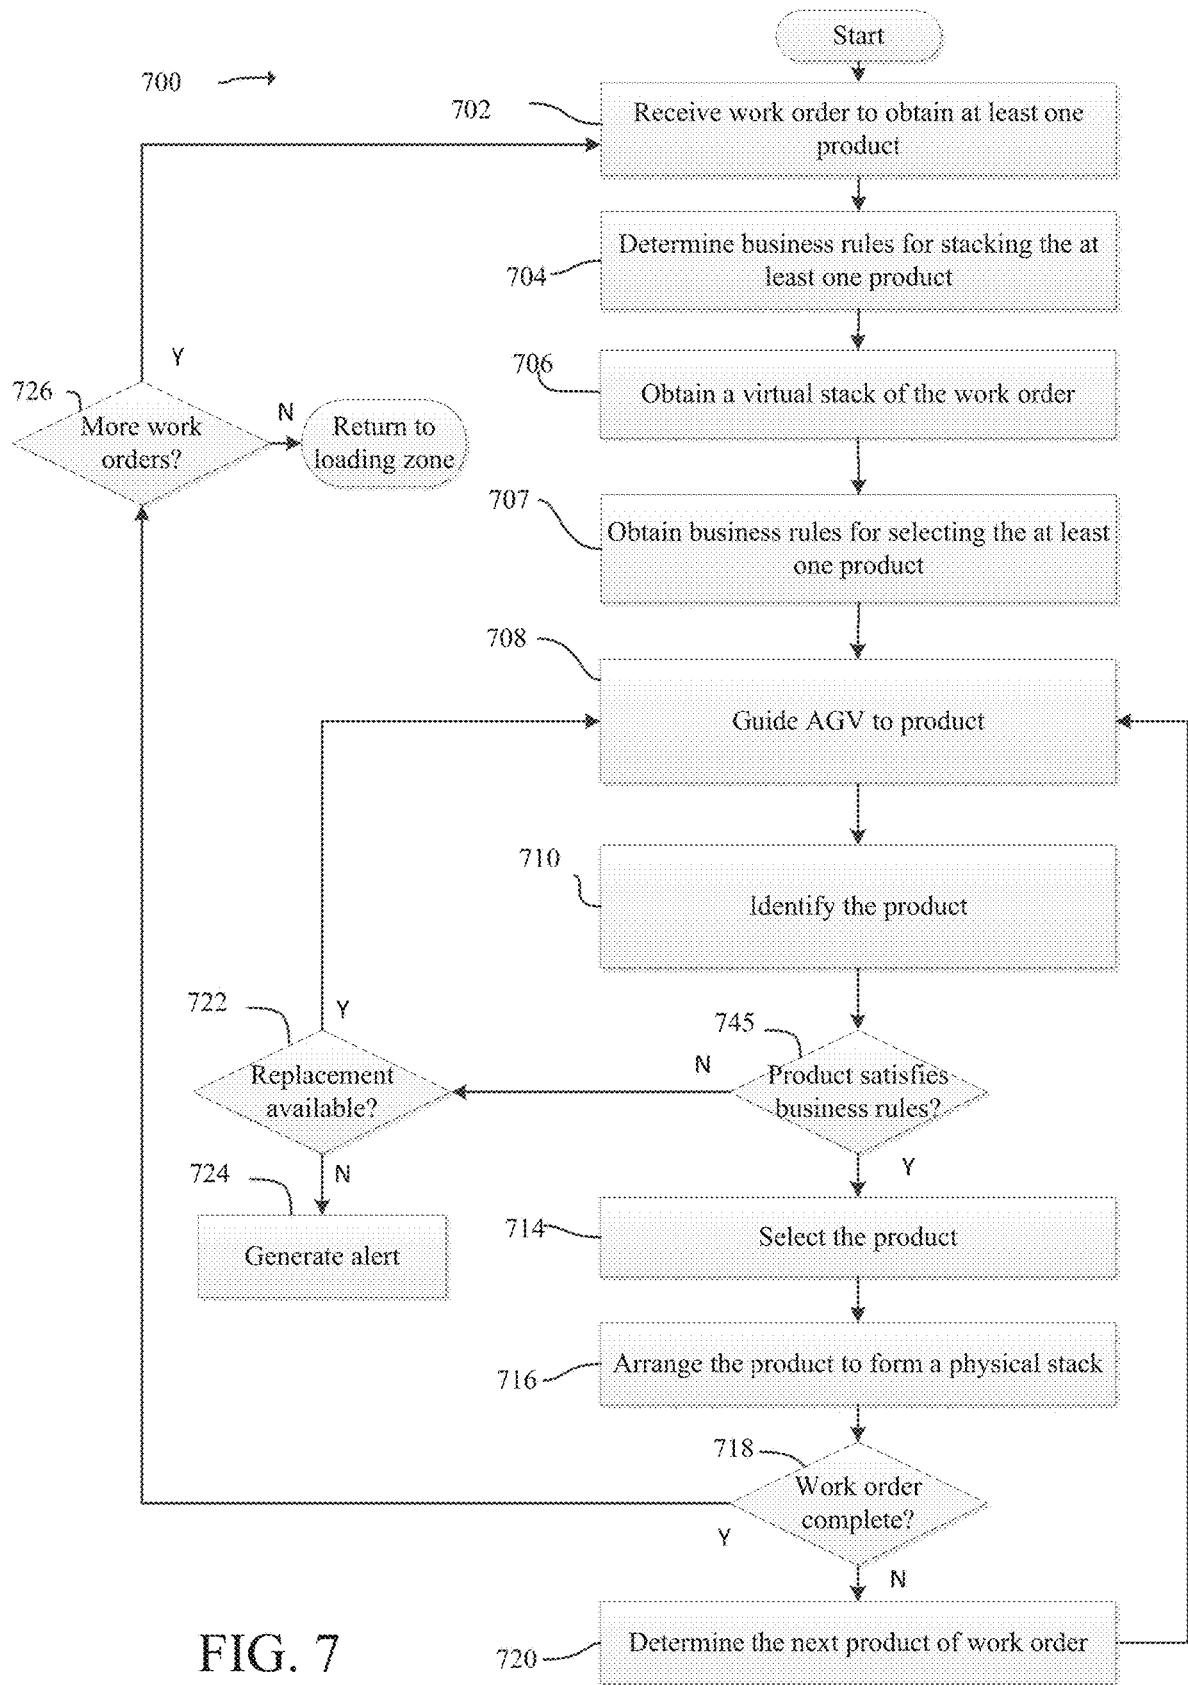 Start
700
702
Receive work order to obtain at least one
product
704
Determine business rules for stacking the at
least one product
706
Obtain a virtual stack of the work order
Y
726
More work
orders?
N
Return to
loading zone
707
Obtain business rules for selecting the at least
one product
708
Guide AGV to product
710
Identify the product
722
Y
Replacement
available?
745
N
Product satisfies
business rules?
Y
724
N
Generate alert
714
Select the product
716
Arrange the product to form a physical stack
718
Work order
complete?
Y
N
720
Determine the next product of work order
FIG. 7